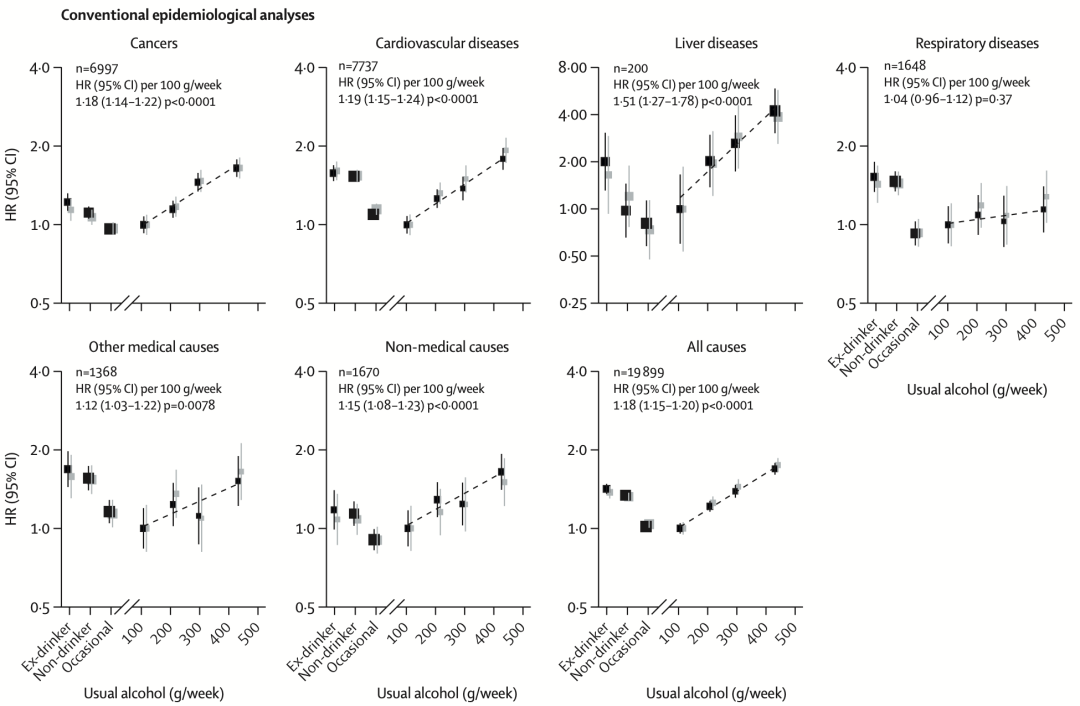 Conventional epidemiological analyses
Cancers
n=6997
HR (95% CI) per 100 g/week
1·18 (1·14–1·22) p<0·0001
HR (95% CI)
4·0
2·0
1·0
0·5
Cardiovascular diseases
n=7737
HR (95% CI) per 100 g/week
1·19 (1·15–1·24) p<0·0001
4·0
2·0
1·0
0·5
Liver diseases
n=200
HR (95% CI) per 100 g/week
1·51 (1·27–1·78) p<0·0001
8·00
4·00
2·00
1·00
0·50
0·25
Respiratory diseases
n=1648
HR (95% CI) per 100 g/week
1·04 (0·96–1·12) p=0·37
4·0
2·0
1·0
0·5
Ex-drinker
Non-drinker
Occasional
100
200
300
400
500
Usual alcohol (g/week)
Other medical causes
n=1368
HR (95% CI) per 100 g/week
1·12 (1·03–1·22) p=0·0078
HR (95% CI)
4·0
2·0
1·0
0·5
Ex-drinker
Non-drinker
Occasional
100
200
300
400
500
Usual alcohol (g/week)
Non-medical causes
n=1670
HR (95% CI) per 100 g/week
1·15 (1·08–1·23) p<0·0001
4·0
2·0
1·0
0·5
Ex-drinker
Non-drinker
Occasional
100
200
300
400
500
Usual alcohol (g/week)
All causes
n=19 899
HR (95% CI) per 100 g/week
1·18 (1·15–1·20) p<0·0001
4·0
2·0
1·0
0·5
Ex-drinker
Non-drinker
Occasional
100
200
300
400
500
Usual alcohol (g/week)